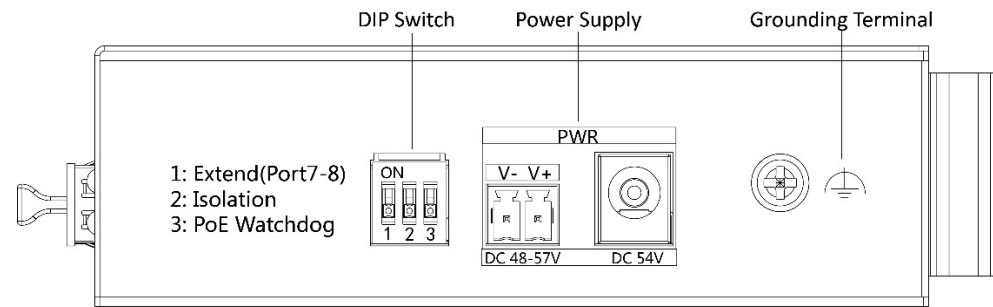 DIP Switch
Power Supply
Grounding Terminal
PWR
1: Extend(Port7-8)
2: Isolation
3: PoE Watchdog
ON
1 2 3
V- V+
DC 48-57V
DC 54V